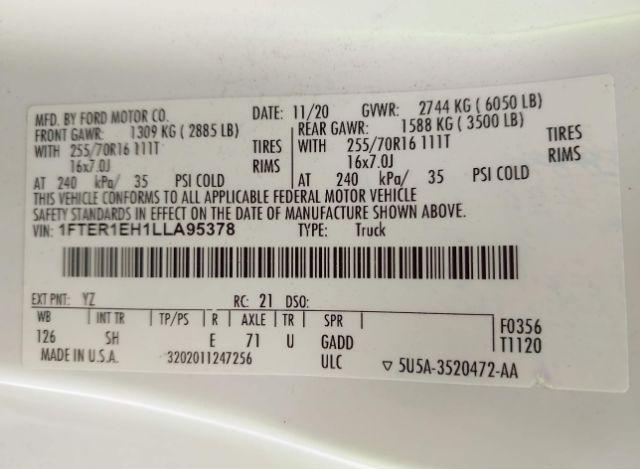 MFD. BY FORD MOTOR CO. DATE: 11/20 GVWR: 2744 KG ( 6050 LB)
FRONT GAWR: 1309 KG ( 2885 LB) REAR GAWR: 1588 KG ( 3500 LB)
WITH 255/70R16 111T TIRES WITH 255/70R16 111T TIRES
16x7.0J RIMS 16x7.0J RIMS
AT 240 kPa/ 35 PSI COLD AT 240 kPa/ 35 PSI COLD
THIS VEHICLE CONFORMS TO ALL APPLICABLE FEDERAL MOTOR VEHICLE
SAFETY STANDARDS IN EFFECT ON THE DATE OF MANUFACTURE SHOWN ABOVE.
VIN: 1FTER1EH1LLA95378 TYPE: Truck
EXT PNT: YZ RC: 21 DSO:
WB INT TR TP/PS R AXLE TR SPR F0356
126 SH E 71 U GADD T1120
MADE IN U.S.A. 3202011247256 ULC ▽ 5U5A-3520472-AA